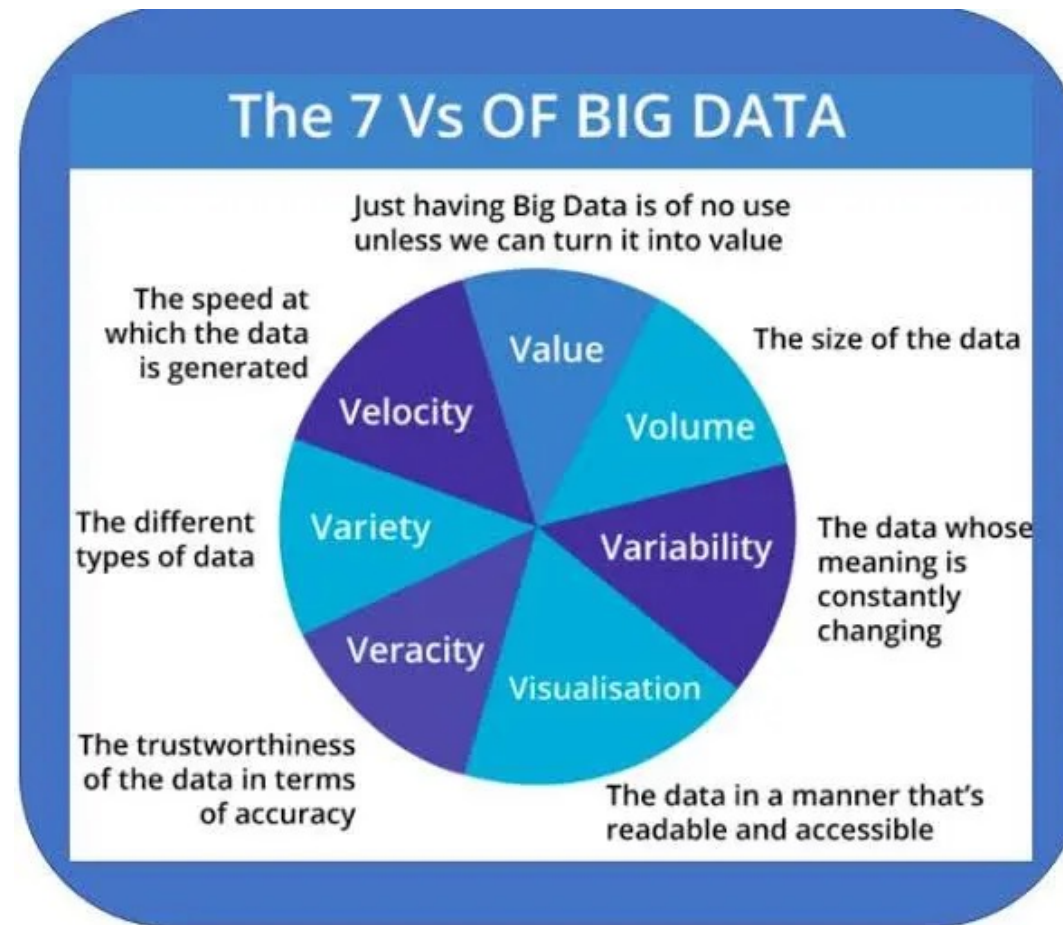 The 7 Vs OF BIG DATA
Just having Big Data is of no use
unless we can turn it into value
The speed at
which the data
is generated
Value
The size of the data
Velocity
Volume
The different
types of data
Variety
Variability
The data whose
meaning is
constantly
changing
Veracity
Visualisation
The trustworthiness
of the data in terms
of accuracy
The data in a manner that's
readable and accessible